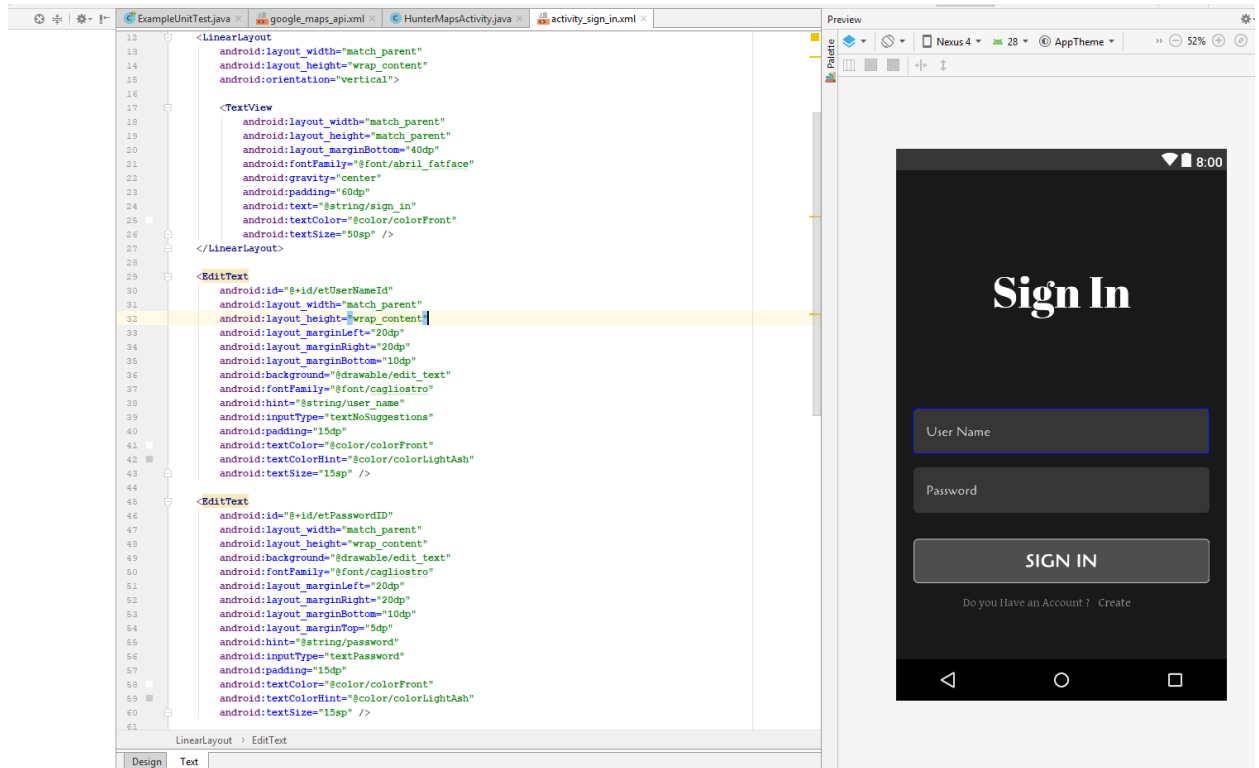 ExampleUnitTest.java
google_maps_api.xml
HunterMapsActivity.java
activity_sign_in.xml
Preview
Palette
Nexus 4
28
AppTheme
52%
12 <LinearLayout
13 android:layout_width="match_parent"
14 android:layout_height="wrap_content"
15 android:orientation="vertical">
16
17 <TextView
18 android:layout_width="match_parent"
19 android:layout_height="match_parent"
20 android:layout_marginBottom="40dp"
21 android:fontFamily="@font/abril_fatface"
22 android:gravity="center"
23 android:padding="60dp"
24 android:text="@string/sign_in"
25 android:textColor="@color/colorFront"
26 android:textSize="50sp" />
27 </LinearLayout>
28
29 <EditText
30 android:id="@+id/etUserNameId"
31 android:layout_width="match_parent"
32 android:layout_height="wrap_content"
33 android:layout_marginLeft="20dp"
34 android:layout_marginRight="20dp"
35 android:layout_marginBottom="10dp"
36 android:background="@drawable/edit_text"
37 android:fontFamily="@font/cagliostro"
38 android:hint="@string/user_name"
39 android:inputType="textNoSuggestions"
40 android:padding="15dp"
41 android:textColor="@color/colorFront"
42 android:textColorHint="@color/colorLightAsh"
43 android:textSize="15sp" />
44
45 <EditText
46 android:id="@+id/etPasswordID"
47 android:layout_width="match_parent"
48 android:layout_height="wrap_content"
49 android:background="@drawable/edit_text"
50 android:fontFamily="@font/cagliostro"
51 android:layout_marginLeft="20dp"
52 android:layout_marginRight="20dp"
53 android:layout_marginBottom="10dp"
54 android:layout_marginTop="5dp"
55 android:hint="@string/password"
56 android:inputType="textPassword"
57 android:padding="15dp"
58 android:textColor="@color/colorFront"
59 android:textColorHint="@color/colorLightAsh"
60 android:textSize="15sp" />
61
LinearLayout > EditText
Design Text
8:00
Sign In
User Name
Password
SIGN IN
Do you Have an Account ? Create